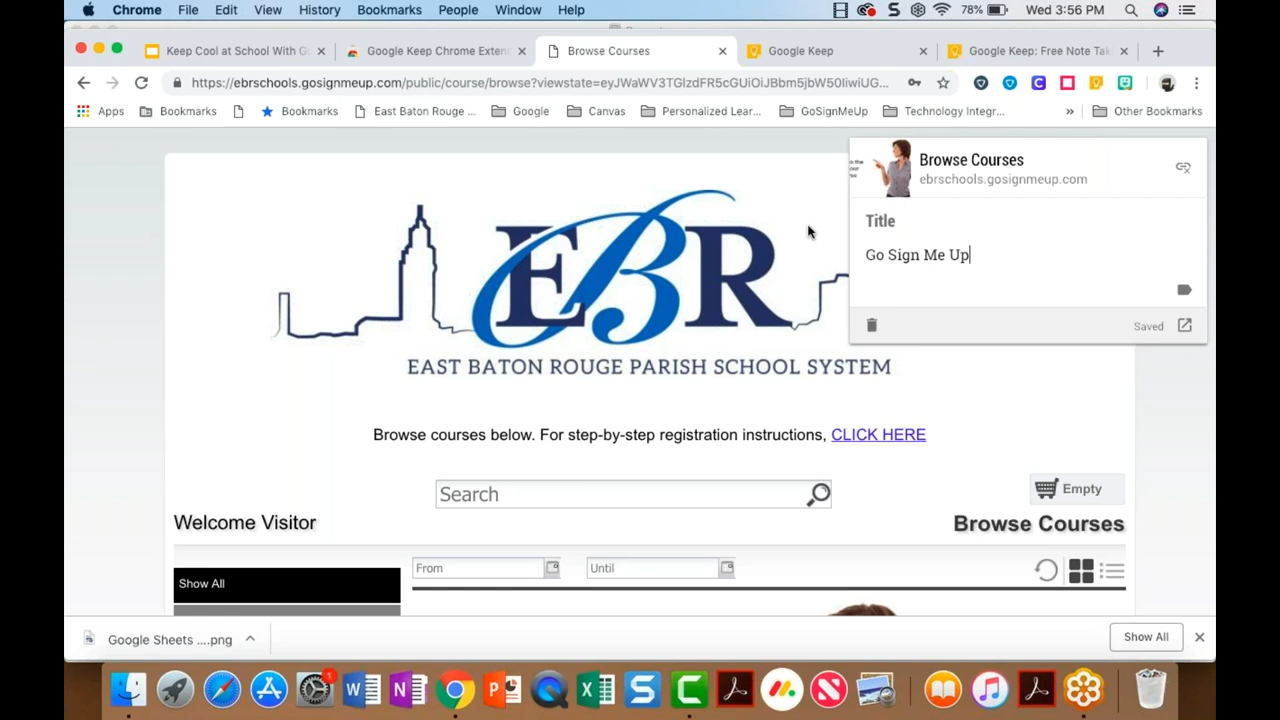 Chrome File Edit View History Bookmarks People Window Help 78% Wed 3:56 PM
Keep Cool at School With G Google Keep Chrome Exten Browse Courses Google Keep Google Keep: Free Note Tak
https://ebrschools.gosignmeup.com/public/course/browse?viewstate=eyJWaWV3TGlzdFR5cGUiOiJBbm5jbW50IiwiUG...
Apps Bookmarks Bookmarks East Baton Rouge ... Google Canvas Personalized Lear... GoSignMeUp Technology Integr... » Other Bookmarks
Browse Courses
ebrschools.gosignmeup.com
Title
Go Sign Me Up
Saved
EBR
EAST BATON ROUGE PARISH SCHOOL SYSTEM
Browse courses below. For step-by-step registration instructions, CLICK HERE
Search
Empty
Welcome Visitor
Browse Courses
From Until
Show All
Google Sheets ....png
Show All